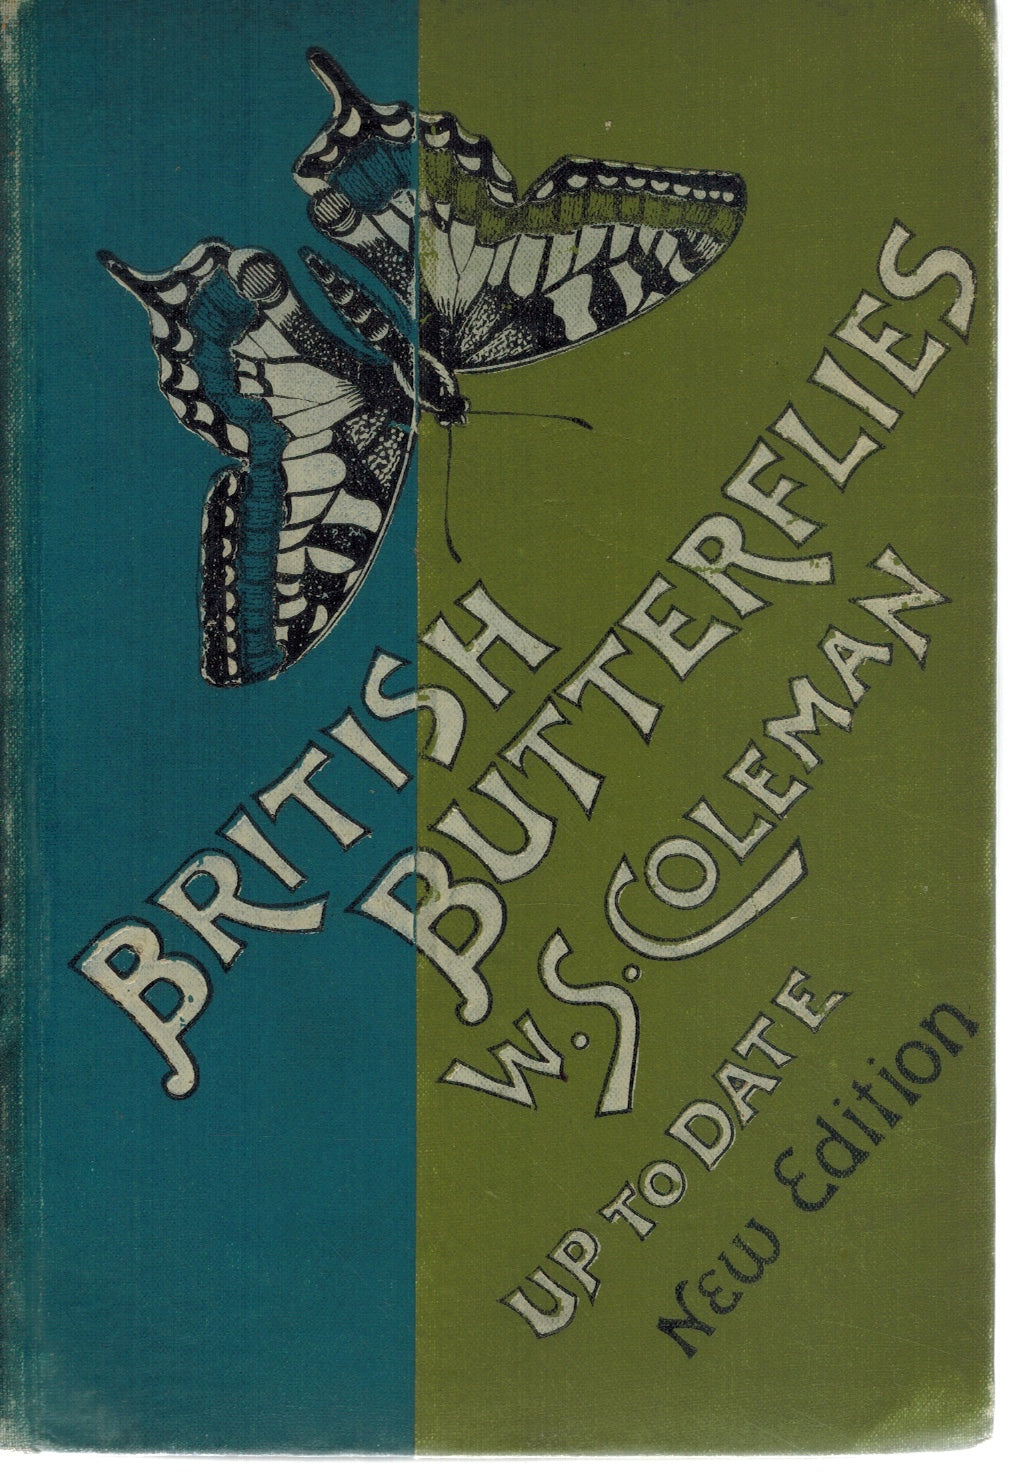 BRITISH
BUTTERFLIES
W.S. COLEMAN
UP TO DATE
New Edition